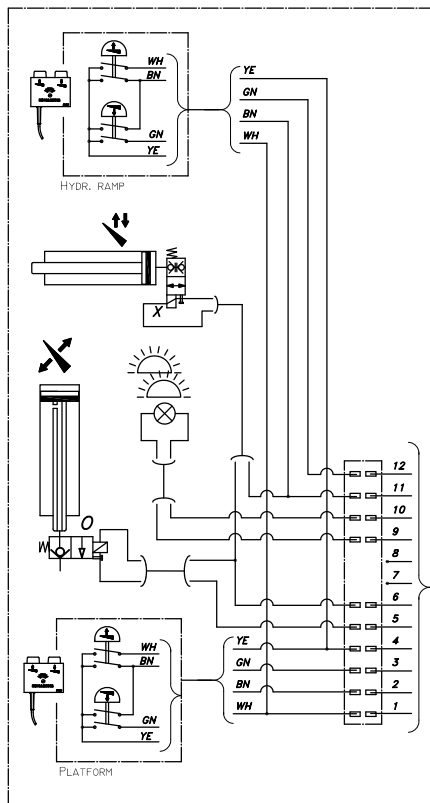 WH
BN
GN
YE
HYDR. RAMP
YE
GN
BN
WH
X
O
12
11
10
9
8
7
6
5
4
3
2
1
WH
BN
GN
YE
PLATFORM
YE
GN
BN
WH